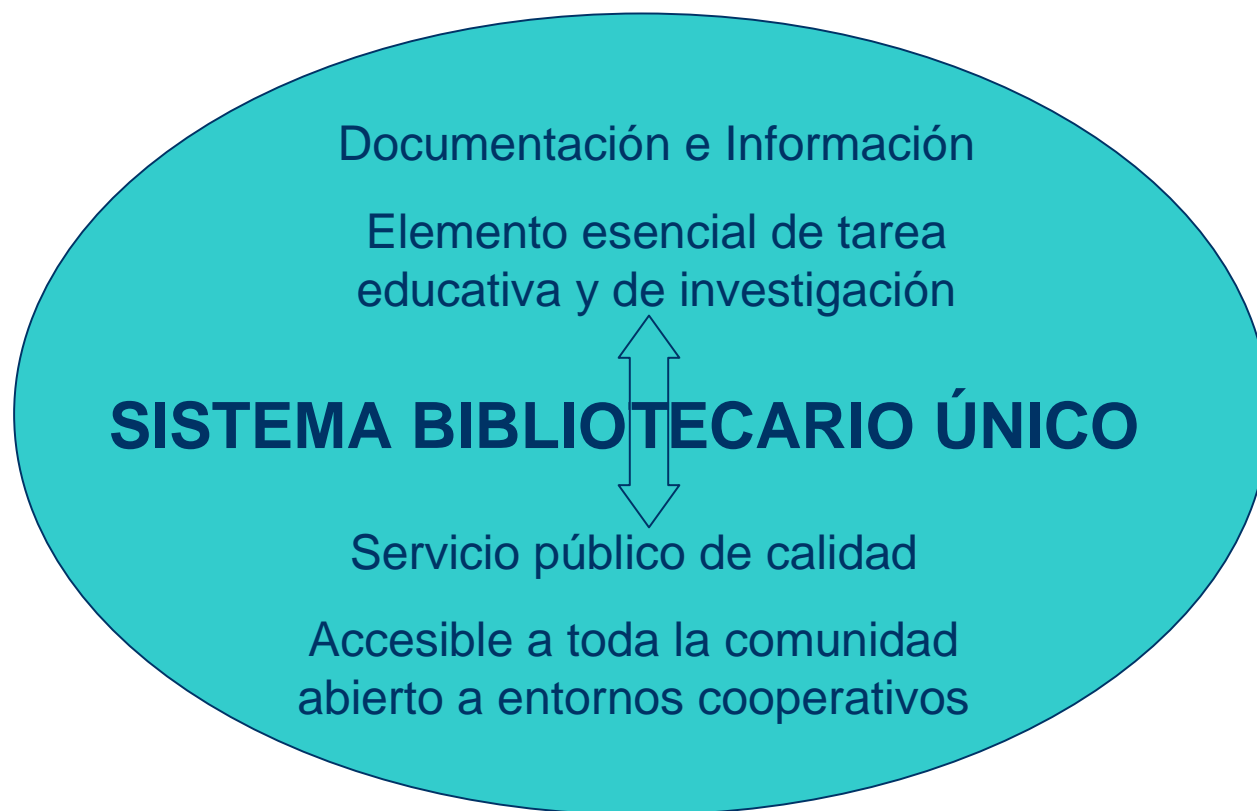 Documentación e Información
Elemento esencial de tarea
educativa y de investigación
SISTEMA BIBLIOTECARIO ÚNICO
Servicio público de calidad
Accesible a toda la comunidad
abierto a entornos cooperativos